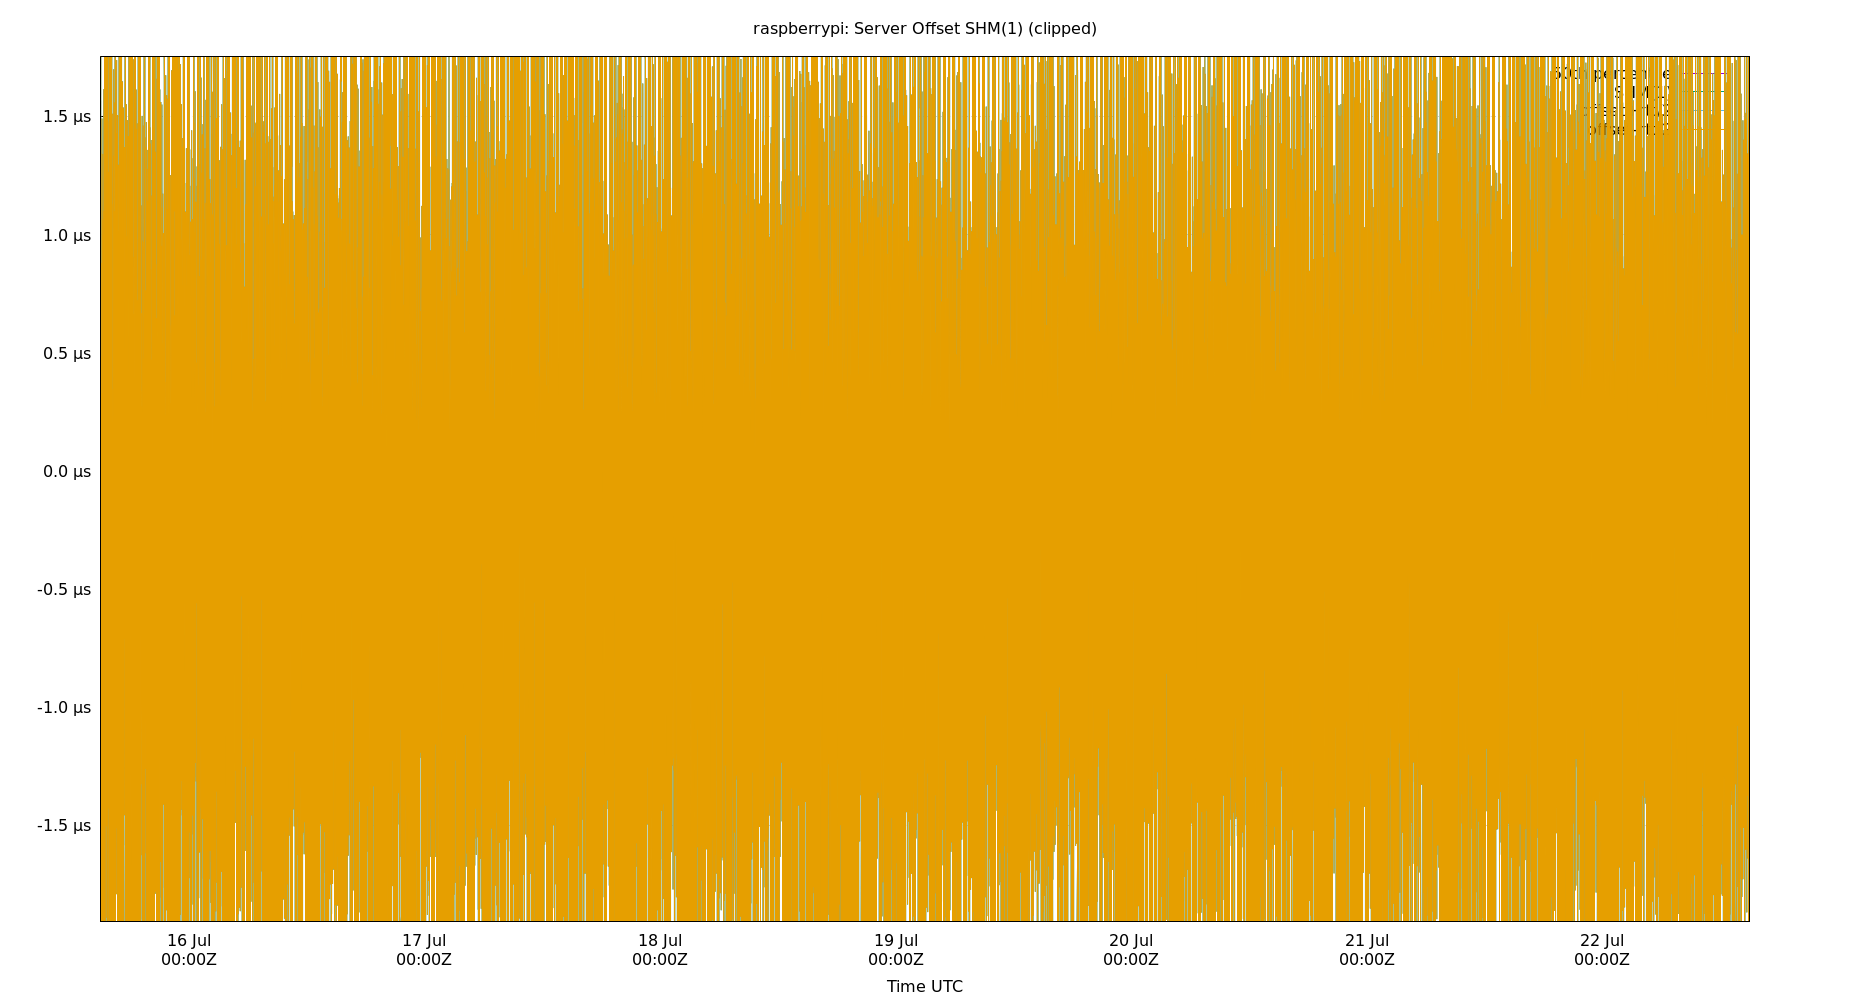 raspberrypi: Server Offset SHM(1) (clipped)
1.5 µs
1.0 µs
0.5 µs
0.0 µs
-0.5 µs
-1.0 µs
-1.5 µs
16 Jul 17 Jul 18 Jul 19 Jul 20 Jul 21 Jul 22 Jul
00:00Z 00:00Z 00:00Z 00:00Z 00:00Z 00:00Z 00:00Z
Time UTC